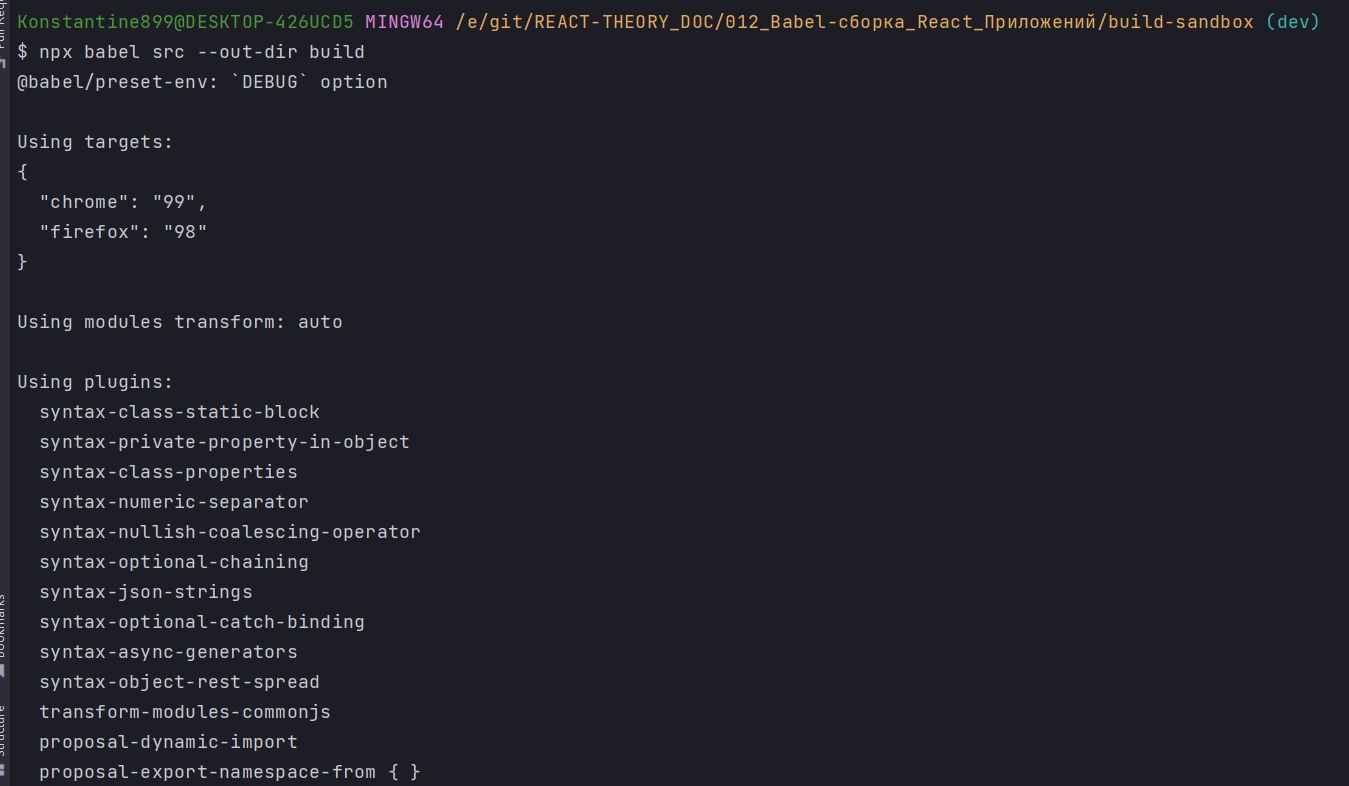 Konstantine899@DESKTOP-426UCD5 MINGW64 /e/git/REACT-THEORY_DOC/012_Babel-сборка_React_Приложений/build-sandbox (dev)
$ npx babel src --out-dir build
@babel/preset-env: `DEBUG` option
Using targets:
{
  "chrome": "99",
  "firefox": "98"
}
Using modules transform: auto
Using plugins:
  syntax-class-static-block
  syntax-private-property-in-object
  syntax-class-properties
  syntax-numeric-separator
  syntax-nullish-coalescing-operator
  syntax-optional-chaining
  syntax-json-strings
  syntax-optional-catch-binding
  syntax-async-generators
  syntax-object-rest-spread
  transform-modules-commonjs
  proposal-dynamic-import
  proposal-export-namespace-from { }
Bookmarks
Structure